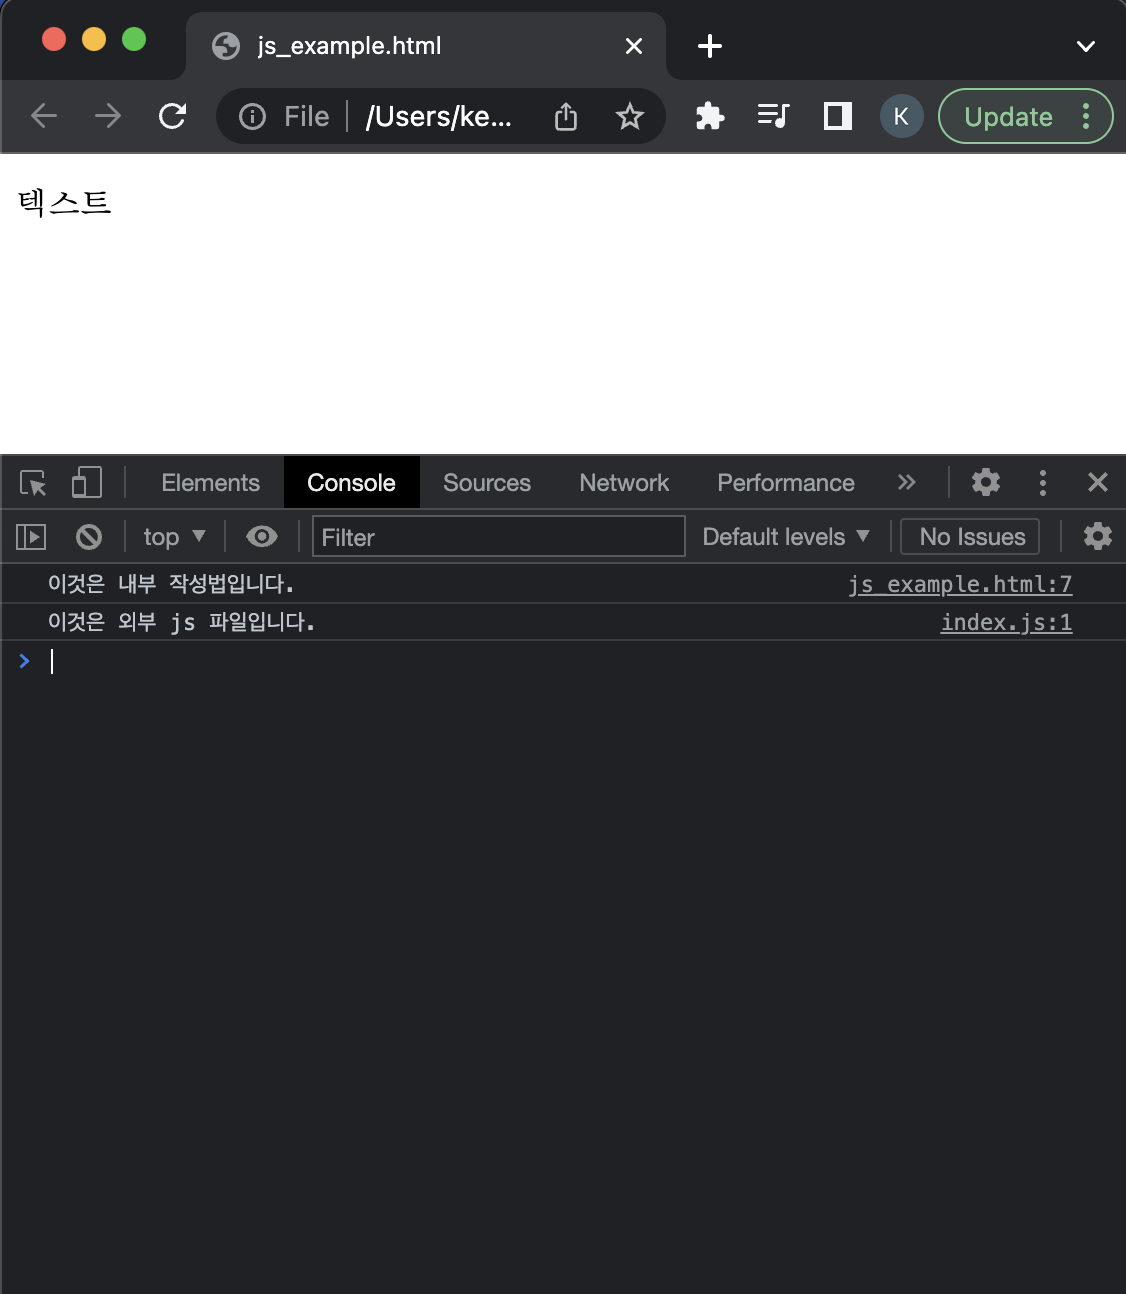 js_example.html
File /Users/ke... K Update
텍스트
Elements Console Sources Network Performance
top Filter Default levels No Issues
이것은 내부 작성법입니다. js_example.html:7
이것은 외부 js 파일입니다. index.js:1